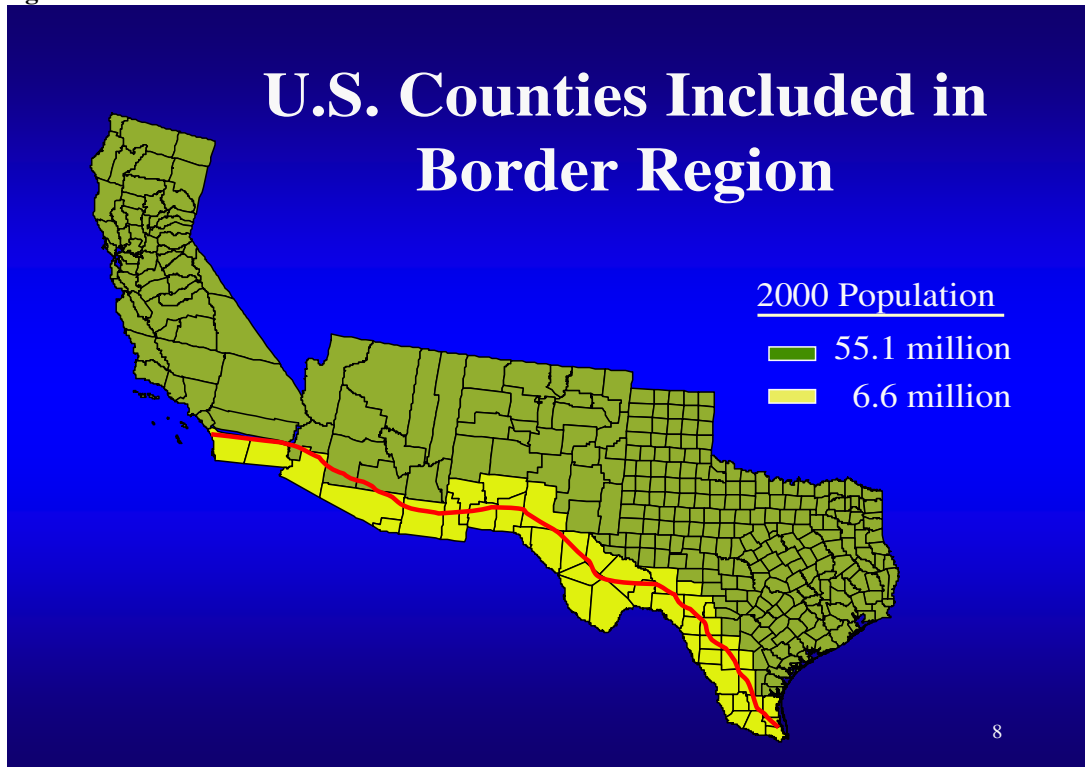 U.S. Counties Included in
Border Region
2000 Population
55.1 million
6.6 million
8